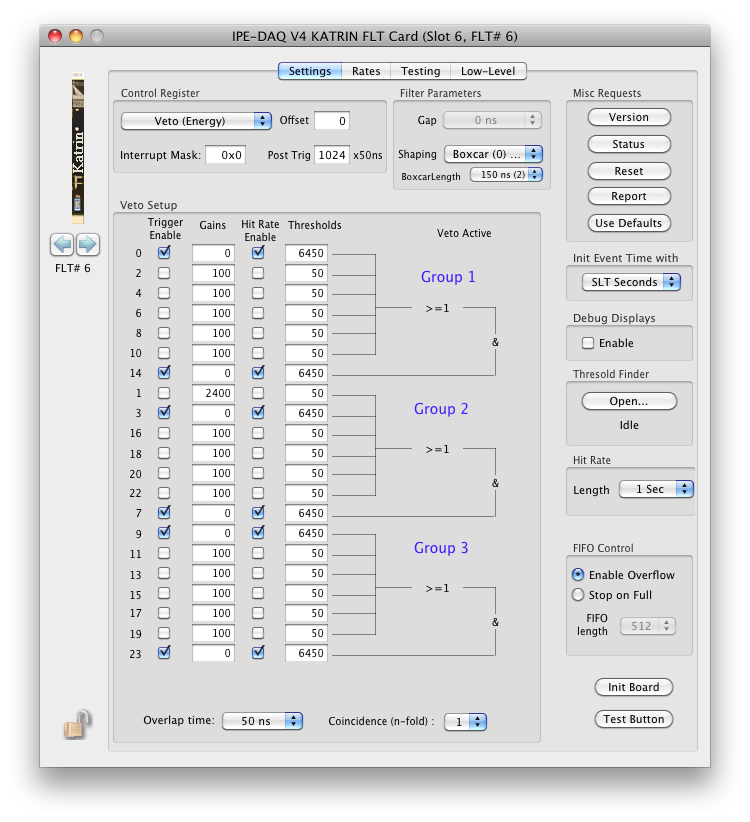 IPE-DAQ V4 KATRIN FLT Card (Slot 6, FLT# 6)
Settings Rates Testing Low-Level
Katrin
FLT# 6
Control Register
Veto (Energy) Offset 0
Interrupt Mask: 0x0 Post Trig 1024 x50ns
Filter Parameters
Gap 0 ns
Shaping Boxcar (0) ...
BoxcarLength 150 ns (2)
Veto Setup
Trigger Enable Gains Hit Rate Enable Thresholds Veto Active
0 0 6450
2 100 50
4 100 50
6 100 50
8 100 50
10 100 50
14 0 6450
Group 1
>=1
&
1 2400 50
3 0 6450
16 100 50
18 100 50
20 100 50
22 100 50
7 0 6450
Group 2
>=1
&
9 0 6450
11 100 50
13 100 50
15 100 50
17 100 50
19 100 50
23 0 6450
Group 3
>=1
&
Overlap time: 50 ns Coincidence (n-fold) : 1
Misc Requests
Version
Status
Reset
Report
Use Defaults
Init Event Time with
SLT Seconds
Debug Displays
Enable
Thresold Finder
Open...
Idle
Hit Rate
Length 1 Sec
FIFO Control
Enable Overflow
Stop on Full
FIFO length 512
Init Board
Test Button